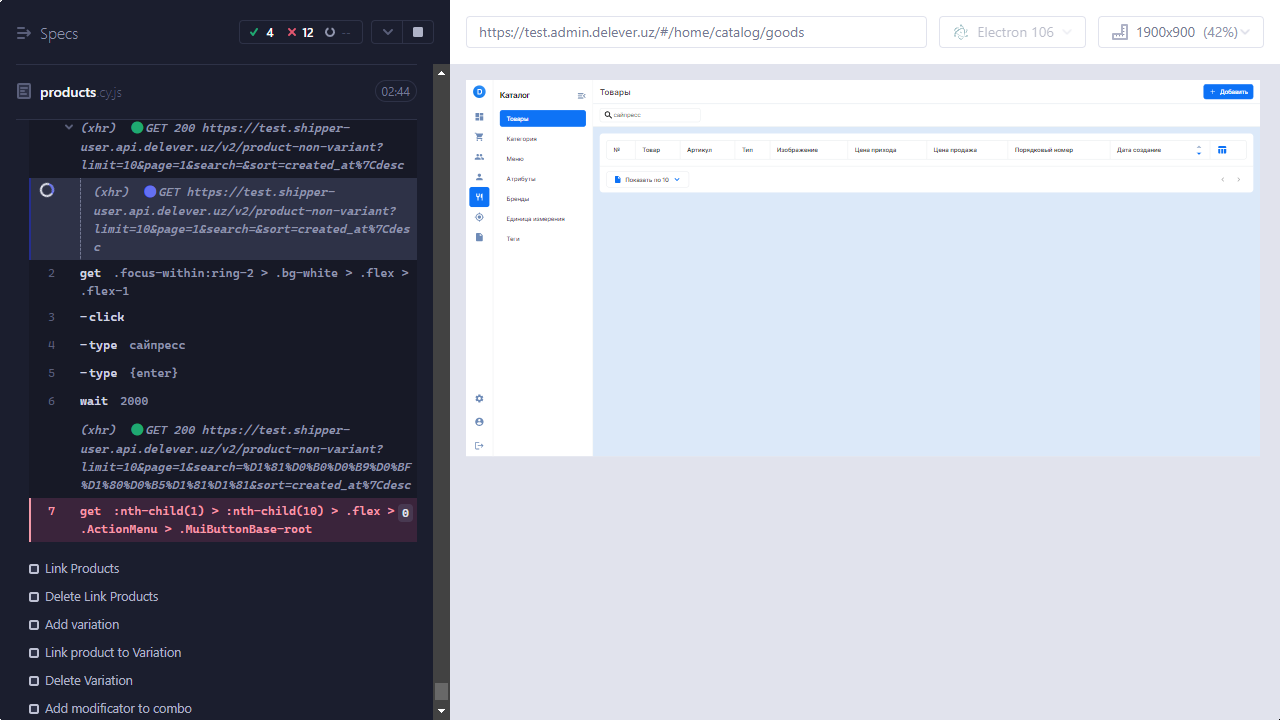 Specs
4
12
--
products.cy.js
02:44
(xhr) GET 200 https://test.shipper-
user.api.delever.uz/v2/product-non-variant?
limit=10&page=1&search=&sort=created_at%7Cdesc
(xhr) GET https://test.shipper-
user.api.delever.uz/v2/product-non-variant?
limit=10&page=1&search=&sort=created_at%7Cdes
c
2 get .focus-within:ring-2 > .bg-white > .flex >
.flex-1
3 -click
4 -type сайпресс
5 -type {enter}
6 wait 2000
(xhr) GET 200 https://test.shipper-
user.api.delever.uz/v2/product-non-variant?
limit=10&page=1&search=%D1%81%D0%B0%D0%B9%D0%BF
%D1%80%D0%B5%D1%81%D1%81&sort=created_at%7Cdesc
7 get :nth-child(1) > :nth-child(10) > .flex >
.ActionMenu > .MuiButtonBase-root
0
Link Products
Delete Link Products
Add variation
Link product to Variation
Delete Variation
Add modificator to combo
https://test.admin.delever.uz/#/home/catalog/goods
Electron 106
1900x900 (42%)
D
Каталог
Товары
Категория
Меню
Атрибуты
Бренды
Единица измерения
Теги
Товары
+ Добавить
сайпресс
№ Товар Артикул Тип Изображение Цена прихода Цена продажа Порядковый номер Дата создание
Показать по 10